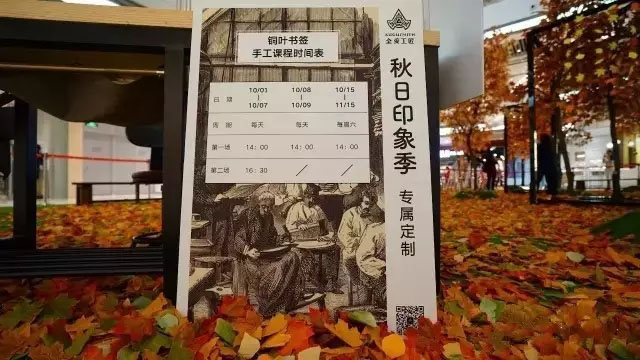 铜叶书签
手工课程时间表
日 期 10/03 | 10/07 10/08 | 10/09 10/15 | 11/15
周 期 每天 每天 每周六
第一场 14:00 14:00 14:00
第二场 16:30 / /
金奥工匠
秋日印象季
专属定制